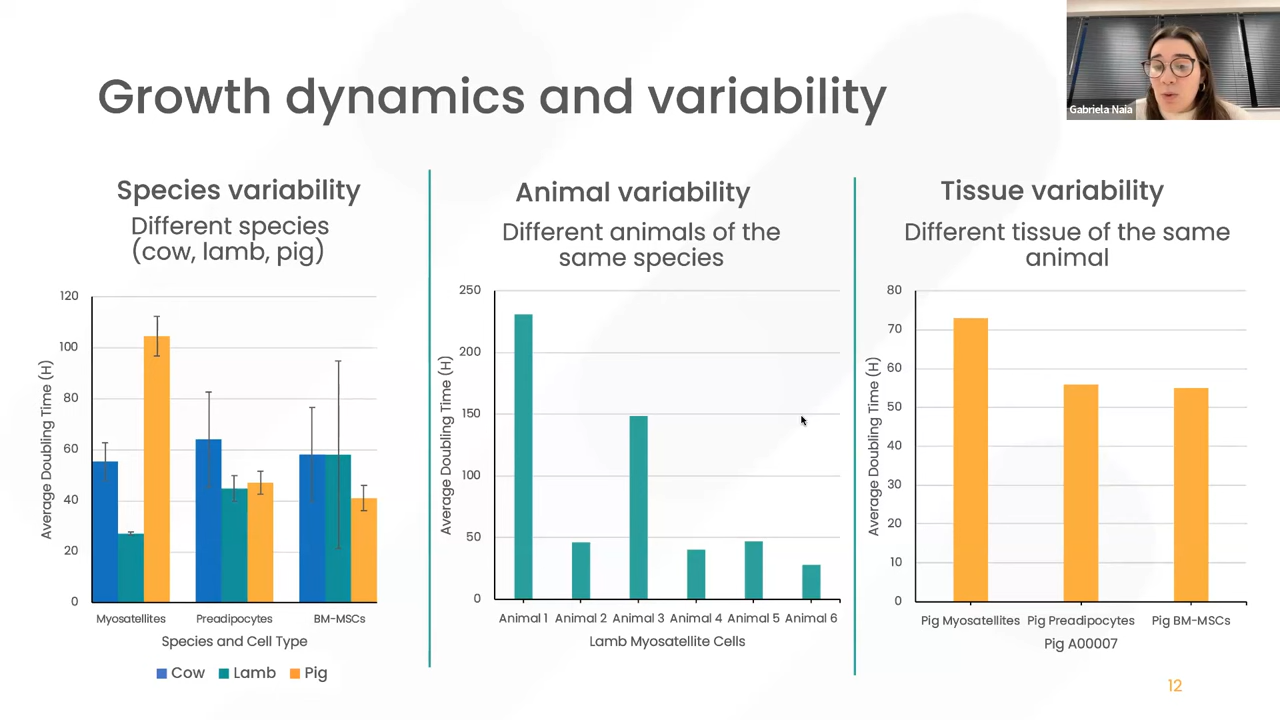 Growth dynamics and variability
Gabriela Naia
Species variability
Different species
(cow, lamb, pig)
120
100
80
60
40
20
0
Average Doubling Time (H)
Myosatellites Preadipocytes BM-MSCs
Species and Cell Type
Cow Lamb Pig
Animal variability
Different animals of the
same species
250
200
150
100
50
0
Average Doubling Time (H)
Animal 1 Animal 2 Animal 3 Animal 4 Animal 5 Animal 6
Lamb Myosatellite Cells
Tissue variability
Different tissue of the same
animal
80
70
60
50
40
30
20
10
0
Average Doubling Time (H)
Pig Myosatellites Pig Preadipocytes Pig BM-MSCs
Pig A00007
12